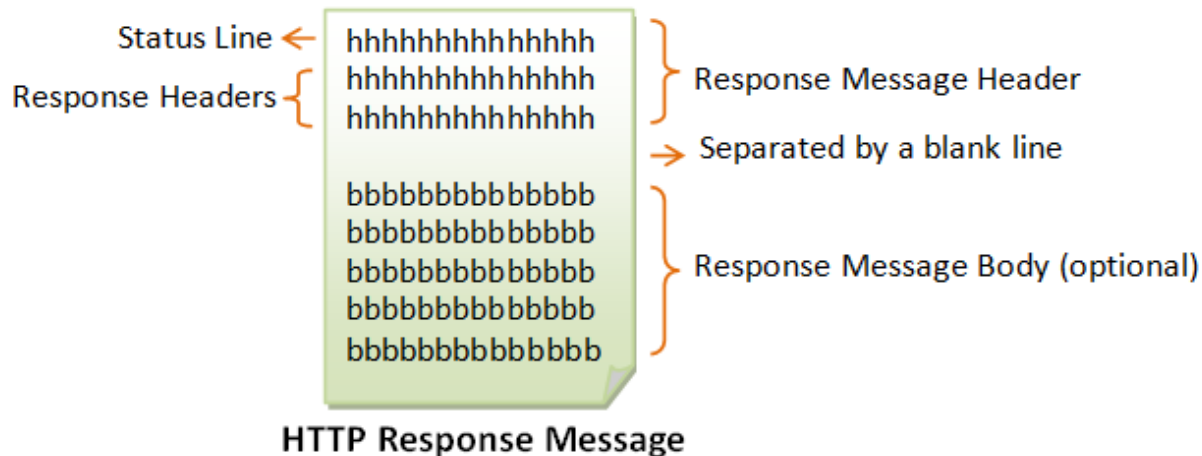 Status Line
hhhhhhhhhhhhhh
Response Headers
hhhhhhhhhhhhhh
hhhhhhhhhhhhhh
Response Message Header
Separated by a blank line
bbbbbbbbbbbbbb
bbbbbbbbbbbbbb
bbbbbbbbbbbbbb
bbbbbbbbbbbbbb
bbbbbbbbbbbbbb
Response Message Body (optional)
HTTP Response Message